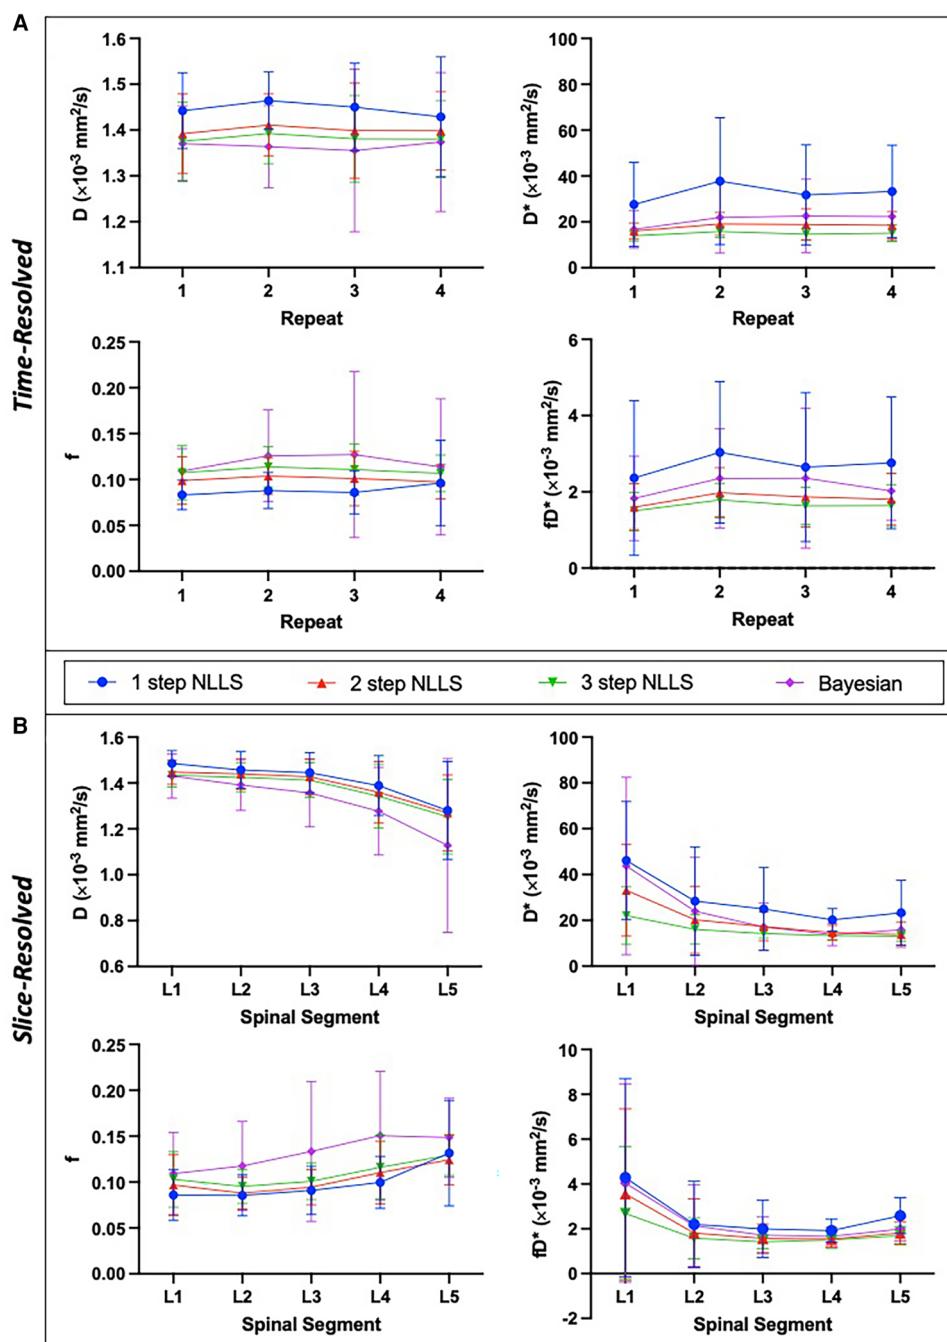 A
Time-Resolved
D (×10⁻³ mm²/s)
1.6
1.5
1.4
1.3
1.2
1.1
1 2 3 4
Repeat
D* (×10⁻³ mm²/s)
100
80
60
40
20
0
1 2 3 4
Repeat
f
0.25
0.20
0.15
0.10
0.05
0.00
1 2 3 4
Repeat
fD* (×10⁻³ mm²/s)
6
4
2
0
1 2 3 4
Repeat
1 step NLLS 2 step NLLS 3 step NLLS Bayesian
B
Slice-Resolved
D (×10⁻³ mm²/s)
1.6
1.4
1.2
1.0
0.8
0.6
L1 L2 L3 L4 L5
Spinal Segment
D* (×10⁻³ mm²/s)
100
80
60
40
20
0
L1 L2 L3 L4 L5
Spinal Segment
f
0.25
0.20
0.15
0.10
0.05
0.00
L1 L2 L3 L4 L5
Spinal Segment
fD* (×10⁻³ mm²/s)
10
8
6
4
2
0
-2
L1 L2 L3 L4 L5
Spinal Segment